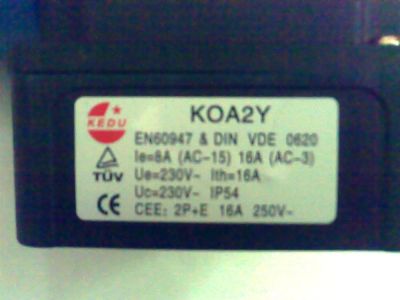 KEDU
KOA2Y
EN60947 & DIN VDE 0620
Ie=8A (AC-15) 16A (AC-3)
TÜV
Ue=230V~ Ith=16A
Uc=230V~ IP54
CE
CEE: 2P+E 16A 250V~